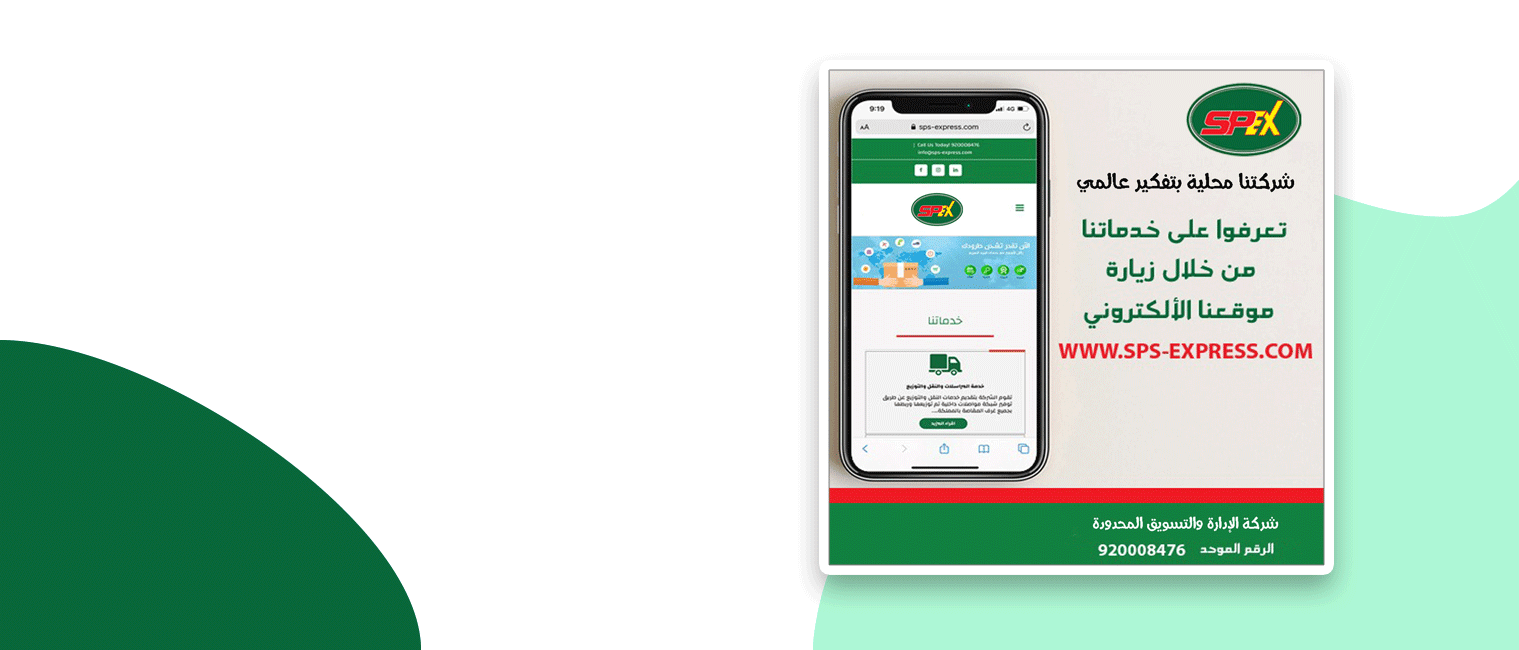 9:19
4G
AA
sps-express.com
| Call Us Today! 920008476
info@sps-express.com
SPEX
الآن تقدر تشحن طرودك
خدماتنا
خدمة المراسلات والنقل والتوزيع
تقوم الشركة بتقديم خدمات النقل والتوزيع عن طريق
توفير شبكة مواصلات داخلية تم توزيعها وربطها
بجميع غرف المقاصة بالمملكة...
اقراء المزيد
SPEX
شركتنا محلية بتفكير عالمي
تعرفوا على خدماتنا
من خلال زيارة
موقعنا الألكتروني
WWW.SPS-EXPRESS.COM
شركة الإدارة والتسويق المحدودة
الرقم الموحد 920008476